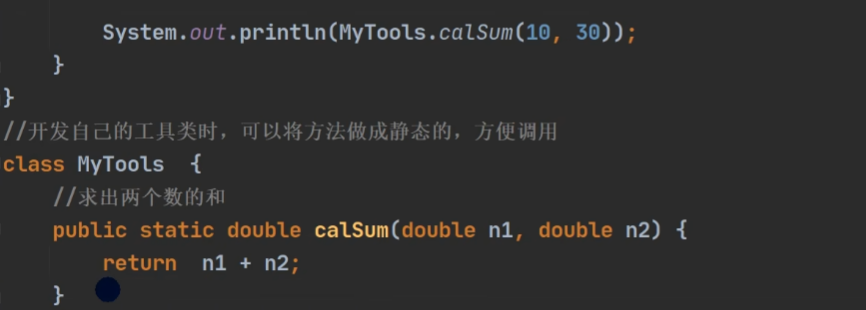 System.out.println(MyTools.calSum(10, 30));
}
}
//开发自己的工具类时，可以将方法做成静态的，方便调用
class MyTools  {
//求出两个数的和
public static double calSum(double n1, double n2) {
return  n1 + n2;
}